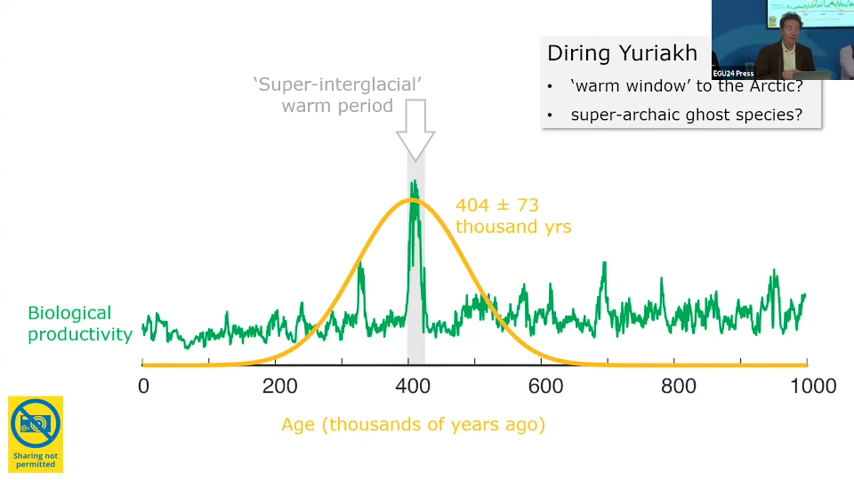 EGU24 Press
Diring Yuriakh
• ‘warm window’ to the Arctic?
• super-archaic ghost species?
‘Super-interglacial’
warm period
404 ± 73
thousand yrs
Biological
productivity
0 200 400 600 800 1000
Age (thousands of years ago)
Sharing not
permitted